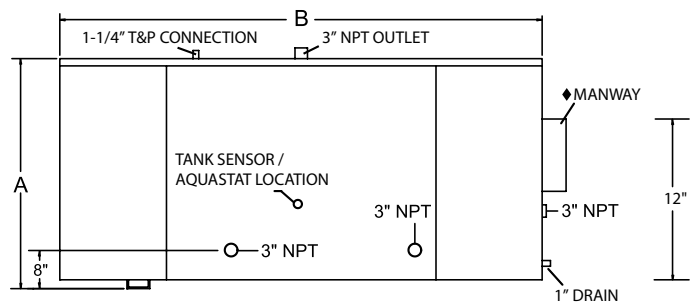 B
1-1/4” T&P CONNECTION
3” NPT OUTLET
♦MANWAY
A
TANK SENSOR /
AQUASTAT LOCATION
3" NPT
12"
3" NPT
3" NPT
8"
1” DRAIN